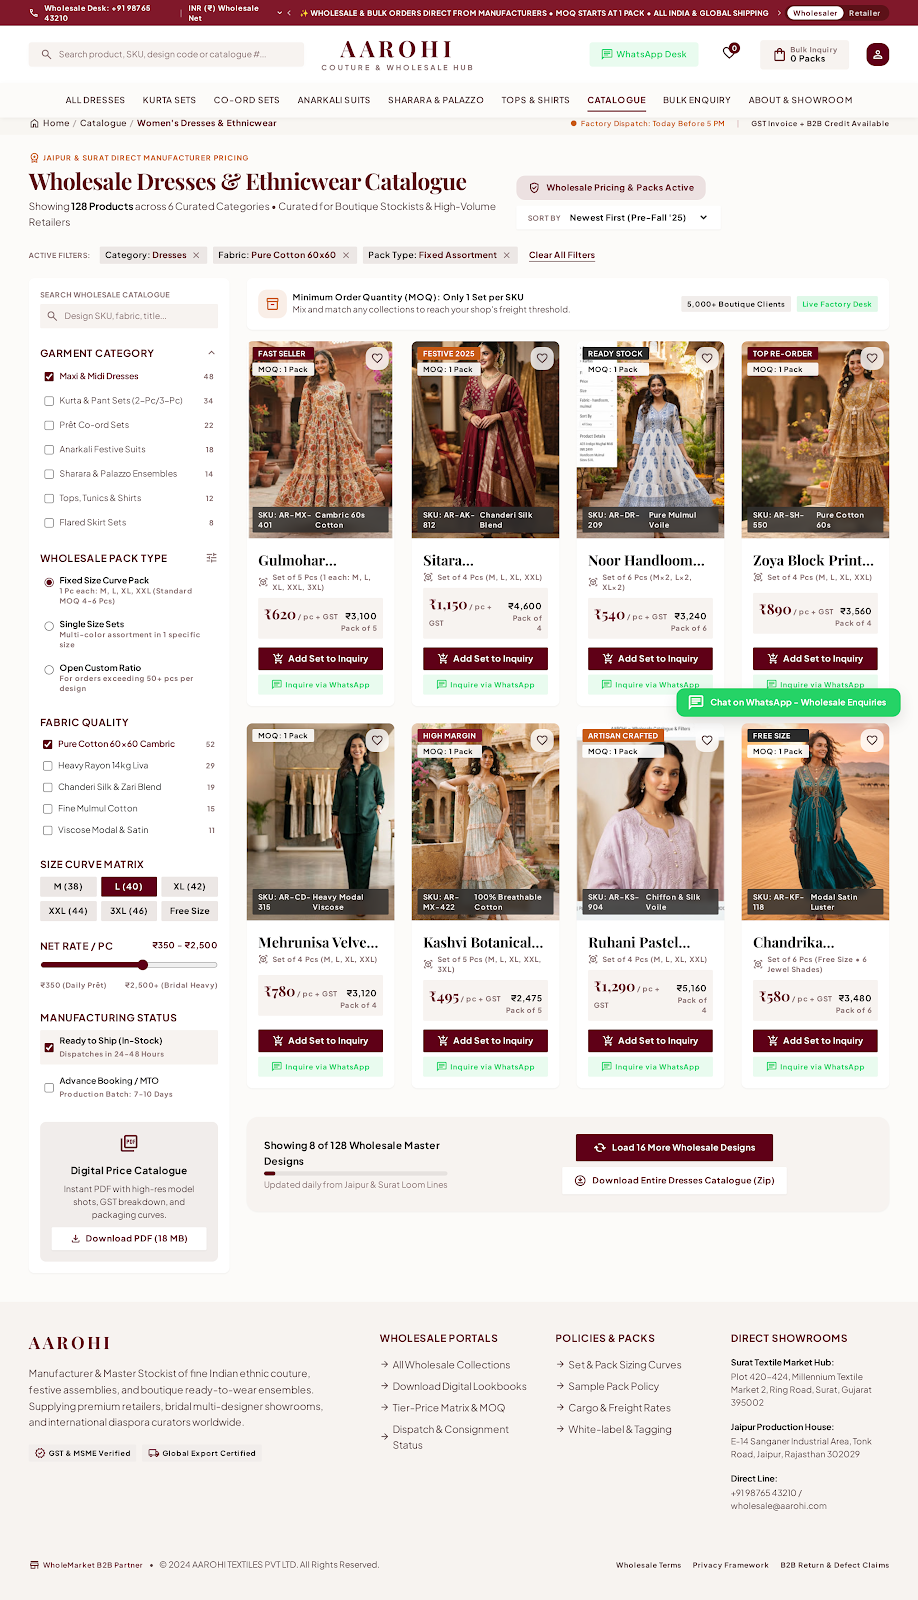 Wholesale Desk: +91 98765 43210
INR (₹) Wholesale Net
✨ WHOLESALE & BULK ORDERS DIRECT FROM MANUFACTURERS • MOQ STARTS AT 1 PACK • ALL INDIA & GLOBAL SHIPPING
Wholesaler
Retailer
Search product, SKU, design code or catalogue #...
AAROHI
COUTURE & WHOLESALE HUB
WhatsApp Desk
0
Bulk Inquiry
0 Packs
ALL DRESSES
KURTA SETS
CO-ORD SETS
ANARKALI SUITS
SHARARA & PALAZZO
TOPS & SHIRTS
CATALOGUE
BULK ENQUIRY
ABOUT & SHOWROOM
Home / Catalogue / Women's Dresses & Ethnicwear
Factory Dispatch: Today Before 5 PM
GST Invoice + B2B Credit Available
JAIPUR & SURAT DIRECT MANUFACTURER PRICING
Wholesale Dresses & Ethnicwear Catalogue
Showing 128 Products across 6 Curated Categories • Curated for Boutique Stockists & High-Volume
Retailers
Wholesale Pricing & Packs Active
SORT BY Newest First (Pre-Fall '25)
ACTIVE FILTERS:
Category: Dresses
Fabric: Pure Cotton 60x60
Pack Type: Fixed Assortment
Clear All Filters
SEARCH WHOLESALE CATALOGUE
Design SKU, fabric, title...
GARMENT CATEGORY
Maxi & Midi Dresses 48
Kurta & Pant Sets (2-Pc/3-Pc) 34
Prêt Co-ord Sets 22
Anarkali Festive Suits 18
Sharara & Palazzo Ensembles 14
Tops, Tunics & Shirts 12
Flared Skirt Sets 8
WHOLESALE PACK TYPE
Fixed Size Curve Pack
1 Pc each: M, L, XL, XXL (Standard
MOQ 4-6 Pcs)
Single Size Sets
Multi-color assortment in 1 specific
size
Open Custom Ratio
For orders exceeding 50+ pcs per
design
FABRIC QUALITY
Pure Cotton 60x60 Cambric 52
Heavy Rayon 14kg Liva 29
Chanderi Silk & Zari Blend 19
Fine Mulmul Cotton 15
Viscose Modal & Satin 11
SIZE CURVE MATRIX
M (38)
L (40)
XL (42)
XXL (44)
3XL (46)
Free Size
NET RATE / PC ₹350 – ₹2,500
₹350 (Daily Prêt) ₹2,500+ (Bridal Heavy)
MANUFACTURING STATUS
Ready to Ship (In-Stock)
Dispatches in 24-48 Hours
Advance Booking / MTO
Production Batch: 7-10 Days
PDF
Digital Price Catalogue
Instant PDF with high-res model
shots, GST breakdown, and
packaging curves.
Download PDF (18 MB)
Minimum Order Quantity (MOQ): Only 1 Set per SKU
Mix and match any collections to reach your shop's freight threshold.
5,000+ Boutique Clients
Live Factory Desk
FAST SELLER
MOQ: 1 Pack
SKU: AR-MX-401
Cambric 60s Cotton
Gulmohar...
Set of 5 Pcs (1 each: M, L,
XL, XXL, 3XL)
₹620 / pc + GST ₹3,100
Pack of 5
Add Set to Inquiry
Inquire via WhatsApp
FESTIVE 2025
MOQ: 1 Pack
SKU: AR-AK-812
Chanderi Silk Blend
Sitara...
Set of 4 Pcs (M, L, XL, XXL)
₹1,150 / pc + GST
₹4,600
Pack of 4
Add Set to Inquiry
Inquire via WhatsApp
READY STOCK
MOQ: 1 Pack
Price
Size
Sort by
Product Details
SKU: AR-DR-209
Pure Mulmul Voile
Noor Handloom...
Set of 6 Pcs (M×2, L×2,
XL×2)
₹540 / pc + GST ₹3,240
Pack of 6
Add Set to Inquiry
Inquire via WhatsApp
TOP RE-ORDER
MOQ: 1 Pack
SKU: AR-SH-550
Pure Cotton 60s
Zoya Block Print...
Set of 4 Pcs (M, L, XL, XXL)
₹890 / pc + GST ₹3,560
Pack of 4
Add Set to Inquiry
Inquire via WhatsApp
Chat on WhatsApp – Wholesale Enquiries
MOQ: 1 Pack
SKU: AR-CD-315
Heavy Modal Viscose
Mehrunisa Velve...
Set of 4 Pcs (M, L, XL, XXL)
₹780 / pc + GST ₹3,120
Pack of 4
Add Set to Inquiry
Inquire via WhatsApp
HIGH MARGIN
MOQ: 1 Pack
SKU: AR-MX-422
100% Breathable Cotton
Kashvi Botanical...
Set of 5 Pcs (M, L, XL, XXL,
3XL)
₹495 / pc + GST ₹2,475
Pack of 5
Add Set to Inquiry
Inquire via WhatsApp
ARTISAN CRAFTED
MOQ: 1 Pack
SKU: AR-KS-904
Chiffon & Silk Voile
Ruhani Pastel...
Set of 4 Pcs (M, L, XL, XXL)
₹1,290 / pc + GST
₹5,160
Pack of 4
Add Set to Inquiry
Inquire via WhatsApp
FREE SIZE
MOQ: 1 Pack
SKU: AR-KF-118
Modal Satin Luster
Chandrika...
Set of 6 Pcs (Free Size • 6
Jewel Shades)
₹580 / pc + GST ₹3,480
Pack of 6
Add Set to Inquiry
Inquire via WhatsApp
Showing 8 of 128 Wholesale Master
Designs
Updated daily from Jaipur & Surat Loom Lines
Load 16 More Wholesale Designs
Download Entire Dresses Catalogue (Zip)
AAROHI
Manufacturer & Master Stockist of fine Indian ethnic couture,
festive assemblies, and boutique ready-to-wear ensembles.
Supplying premium retailers, bridal multi-designer showrooms,
and international diaspora curators worldwide.
GST & MSME Verified
Global Export Certified
WHOLESALE PORTALS
All Wholesale Collections
Download Digital Lookbooks
Tier-Price Matrix & MOQ
Dispatch & Consignment
Status
POLICIES & PACKS
Set & Pack Sizing Curves
Sample Pack Policy
Cargo & Freight Rates
White-label & Tagging
DIRECT SHOWROOMS
Surat Textile Market Hub:
Plot 420-424, Millennium Textile
Market 2, Ring Road, Surat, Gujarat
395002
Jaipur Production House:
E-14 Sanganer Industrial Area, Tonk
Road, Jaipur, Rajasthan 302029
Direct Line:
+91 98765 43210 /
wholesale@aarohi.com
WholeMarket B2B Partner • © 2024 AAROHI TEXTILES PVT LTD. All Rights Reserved.
Wholesale Terms
Privacy Framework
B2B Return & Defect Claims